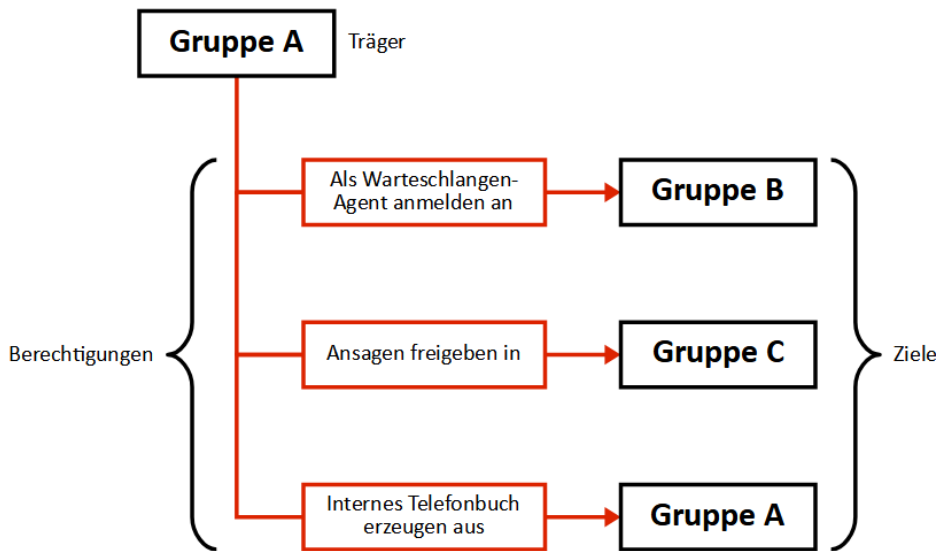 Gruppe A
Träger
Als Warteschlangen-
Agent anmelden an
Gruppe B
Berechtigungen
Ansagen freigeben in
Gruppe C
Ziele
Internes Telefonbuch
erzeugen aus
Gruppe A